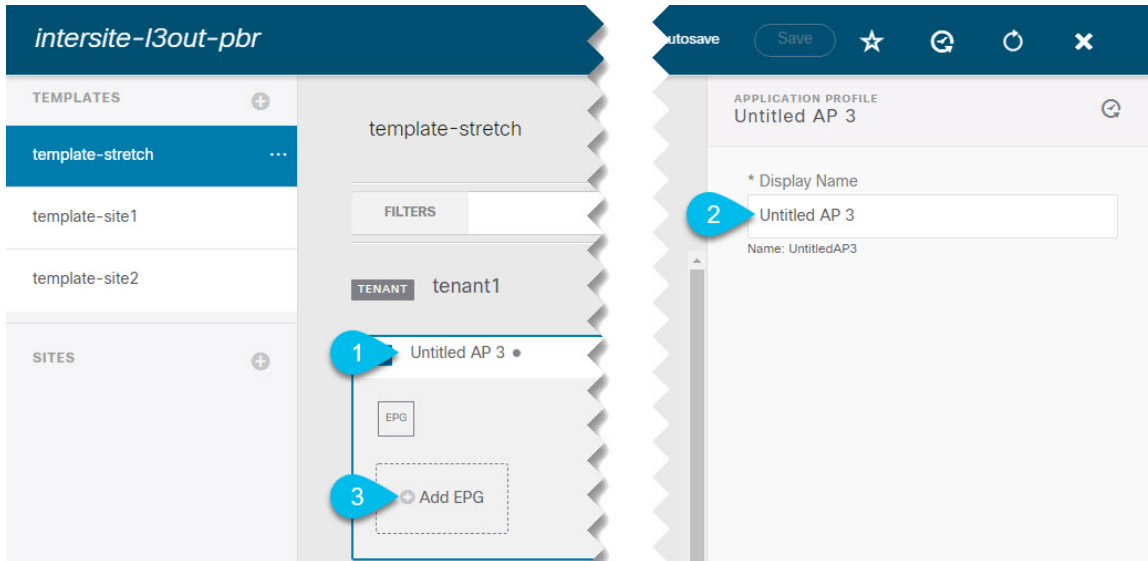 intersite-l3out-pbr
utosave
Save
TEMPLATES
template-stretch
template-site1
template-site2
SITES
template-stretch
FILTERS
TENANT tenant1
1
Untitled AP 3
EPG
3
Add EPG
APPLICATION PROFILE
Untitled AP 3
* Display Name
2
Untitled AP 3
Name: UntitledAP3